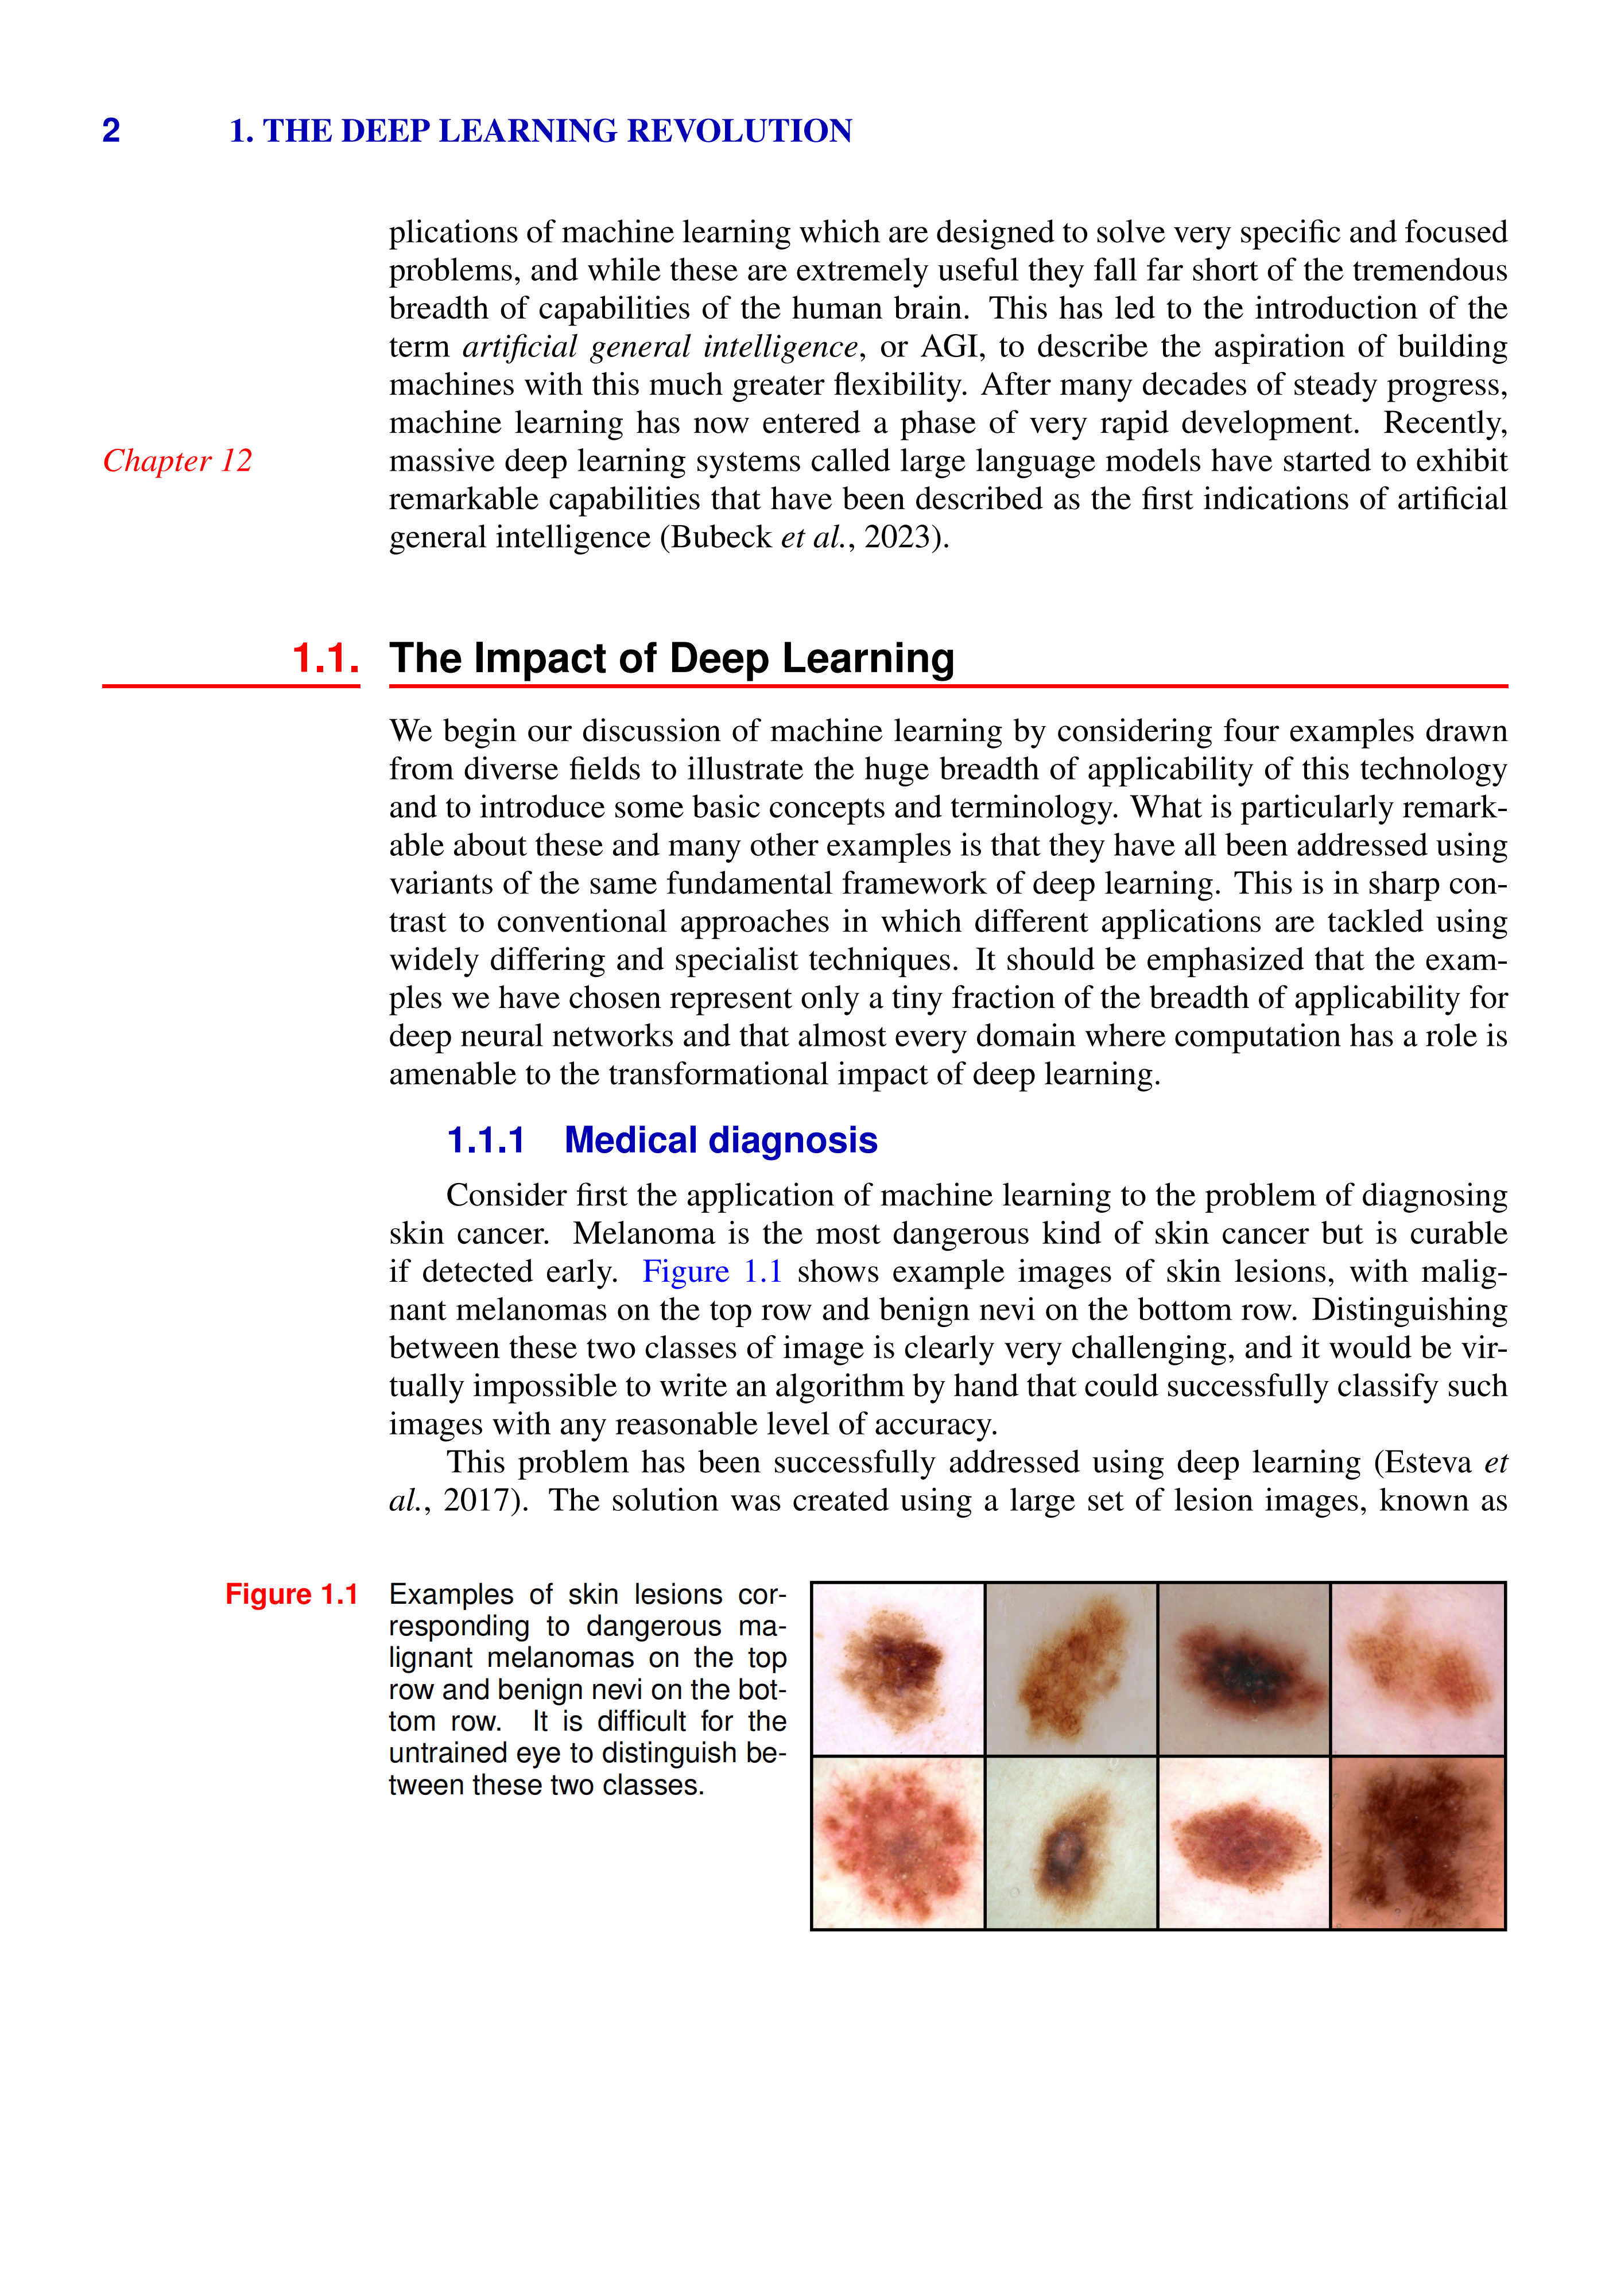 2 1. THE DEEP LEARNING REVOLUTION
plications of machine learning which are designed to solve very specific and focused
problems, and while these are extremely useful they fall far short of the tremendous
breadth of capabilities of the human brain. This has led to the introduction of the
term artificial general intelligence, or AGI, to describe the aspiration of building
machines with this much greater flexibility. After many decades of steady progress,
machine learning has now entered a phase of very rapid development. Recently,
Chapter 12
massive deep learning systems called large language models have started to exhibit
remarkable capabilities that have been described as the first indications of artificial
general intelligence (Bubeck et al., 2023).
1.1. The Impact of Deep Learning
We begin our discussion of machine learning by considering four examples drawn
from diverse fields to illustrate the huge breadth of applicability of this technology
and to introduce some basic concepts and terminology. What is particularly remark-
able about these and many other examples is that they have all been addressed using
variants of the same fundamental framework of deep learning. This is in sharp con-
trast to conventional approaches in which different applications are tackled using
widely differing and specialist techniques. It should be emphasized that the exam-
ples we have chosen represent only a tiny fraction of the breadth of applicability for
deep neural networks and that almost every domain where computation has a role is
amenable to the transformational impact of deep learning.
1.1.1 Medical diagnosis
Consider first the application of machine learning to the problem of diagnosing
skin cancer. Melanoma is the most dangerous kind of skin cancer but is curable
if detected early. Figure 1.1 shows example images of skin lesions, with malig-
nant melanomas on the top row and benign nevi on the bottom row. Distinguishing
between these two classes of image is clearly very challenging, and it would be vir-
tually impossible to write an algorithm by hand that could successfully classify such
images with any reasonable level of accuracy.
This problem has been successfully addressed using deep learning (Esteva et
al., 2017). The solution was created using a large set of lesion images, known as
Figure 1.1 Examples of skin lesions cor-
responding to dangerous ma-
lignant melanomas on the top
row and benign nevi on the bot-
tom row. It is difficult for the
untrained eye to distinguish be-
tween these two classes.